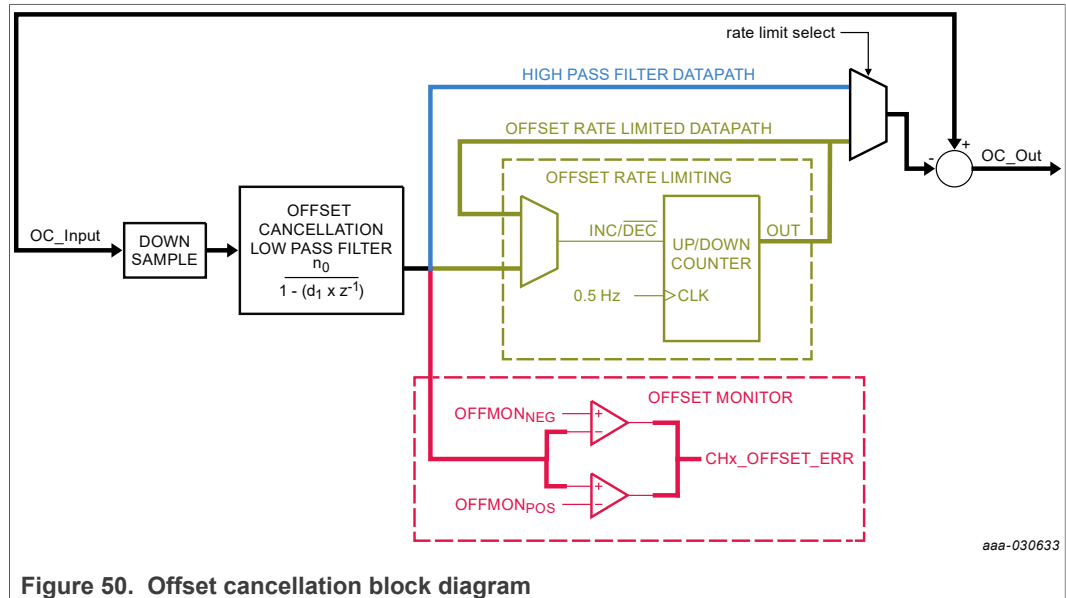 rate limit select
HIGH PASS FILTER DATAPATH
OFFSET RATE LIMITED DATAPATH
+
-
OC_Out
OFFSET RATE LIMITING
OFFSET
CANCELLATION
LOW PASS FILTER
n0
1 - (d1 x z-1)
OC_Input
DOWN
SAMPLE
INC/DEC
UP/DOWN
COUNTER
OUT
0.5 Hz
CLK
OFFSET MONITOR
OFFMONNEG
+
-
CHx_OFFSET_ERR
+
-
OFFMONPOS
aaa-030633
Figure 50. Offset cancellation block diagram